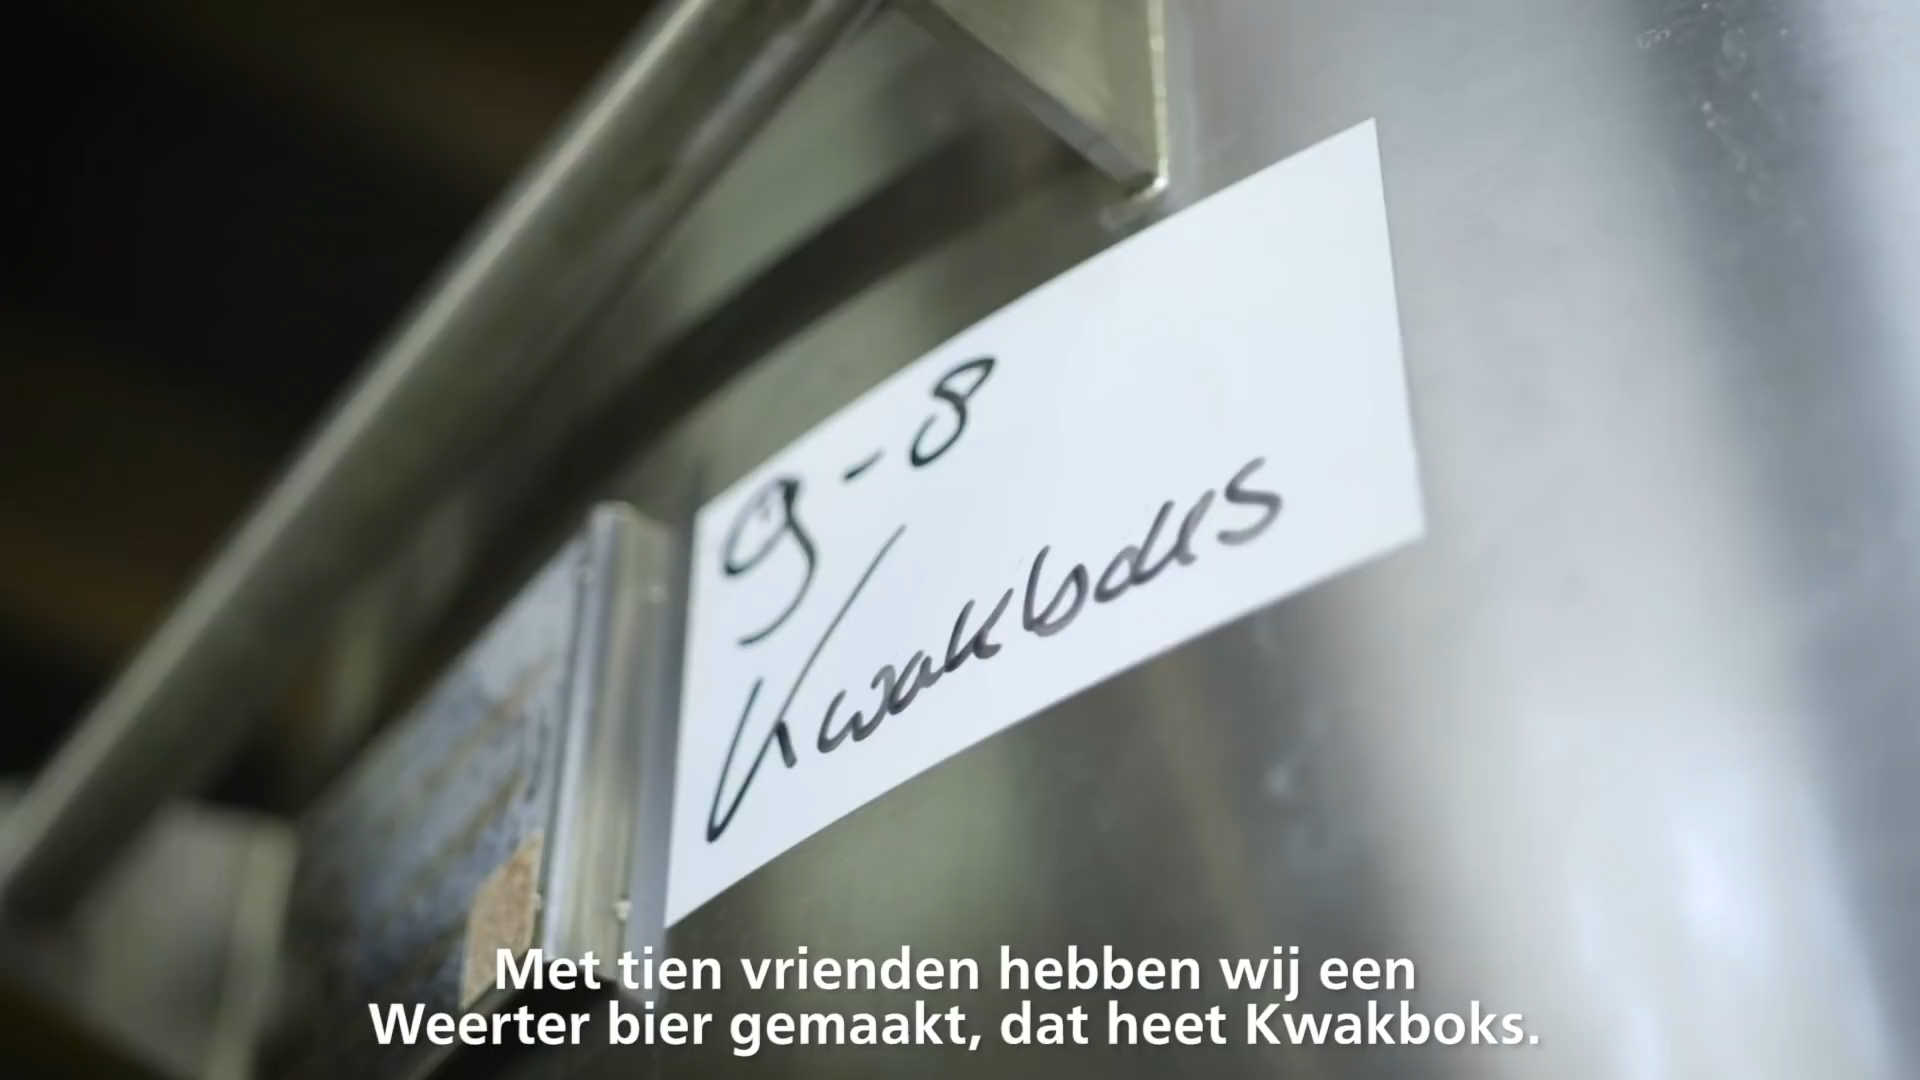 9-8
Kwakboks
Met tien vrienden hebben wij een
Weerter bier gemaakt, dat heet Kwakboks.